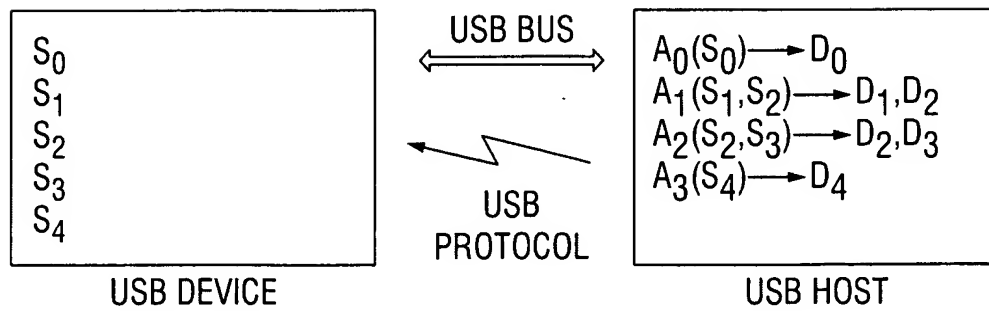 S₀
S₁
S₂
S₃
S₄
USB DEVICE
USB BUS
USB
PROTOCOL
A₀(S₀)→D₀
A₁(S₁,S₂)→D₁,D₂
A₂(S₂,S₃)→D₂,D₃
A₃(S₄)→D₄
USB HOST